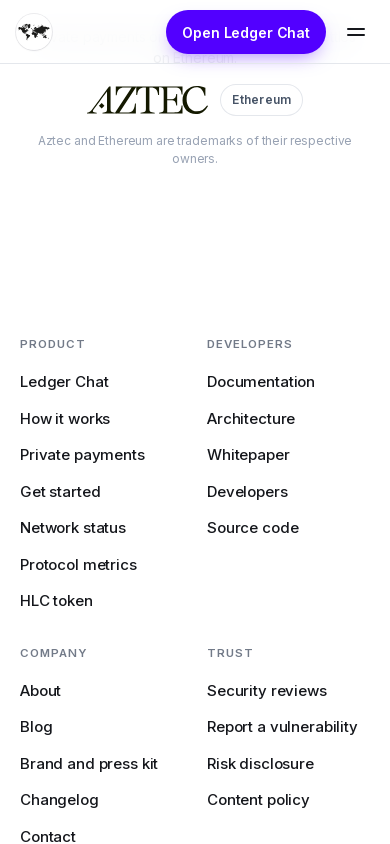 Open Ledger Chat
on Ethereum
AZTEC
Ethereum
Aztec and Ethereum are trademarks of their respective
owners.
PRODUCT
Ledger Chat
How it works
Private payments
Get started
Network status
Protocol metrics
HLC token
DEVELOPERS
Documentation
Architecture
Whitepaper
Developers
Source code
COMPANY
About
Blog
Brand and press kit
Changelog
Contact
TRUST
Security reviews
Report a vulnerability
Risk disclosure
Content policy